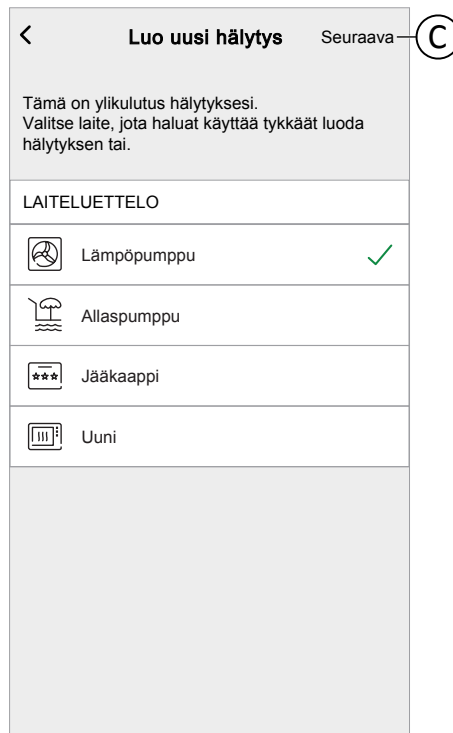 Luo uusi hälytys
Seuraava
C
Tämä on ylikulutus hälytyksesi.
Valitse laite, jota haluat käyttää tykkäät luoda
hälytyksen tai.
LAITELUETTELO
Lämpöpumppu
Allaspumppu
Jääkaappi
Uuni